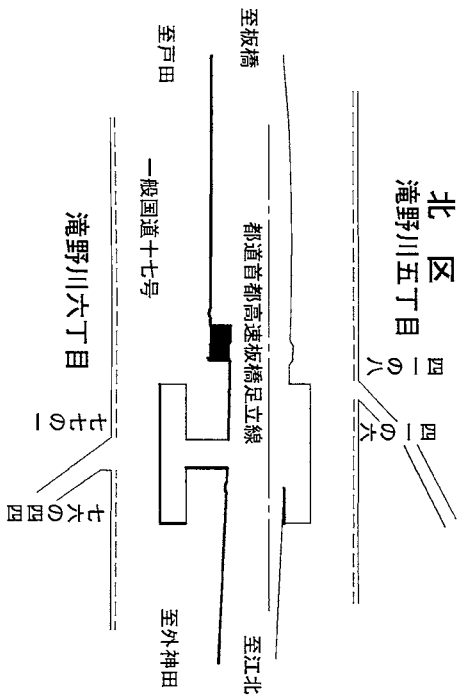 北区
滝野川五丁目
四一の八
四一の六
至板橋
至江北
都道首都高速板橋足立線
至戸田
至外神田
一般国道十七号
滝野川六丁目
七七の一
七六の四四